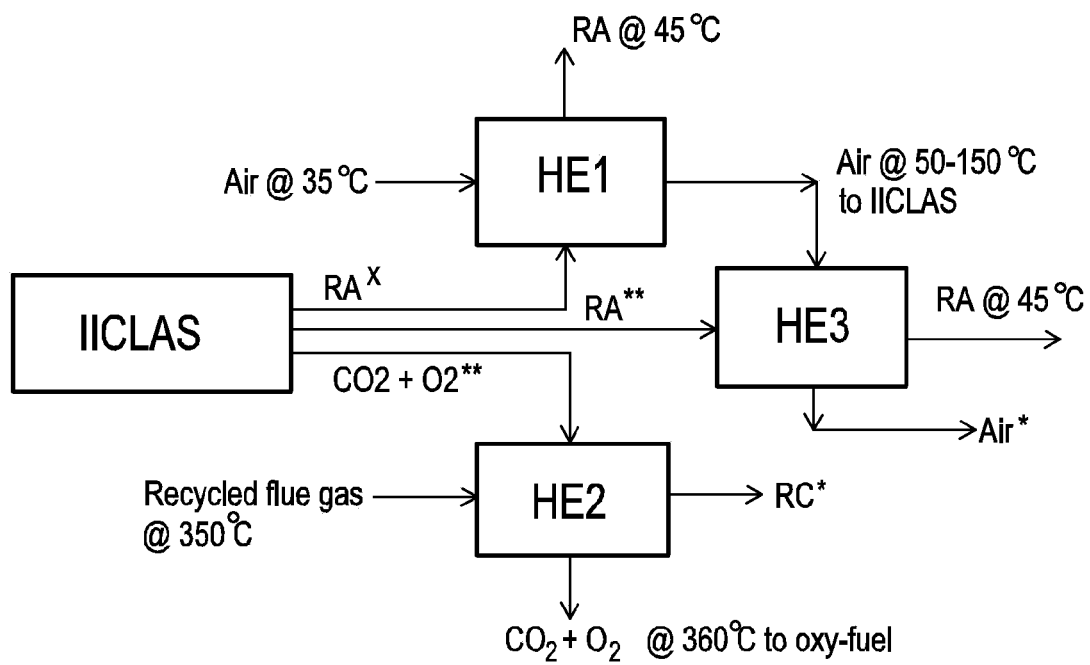 RA @ 45 °C
HE1
Air @ 35 °C
Air @ 50-150 °C
to IICLAS
RA^X
IICLAS
RA**
HE3
RA @ 45 °C
CO2 + O2**
Air*
Recycled flue gas
@ 350°C
HE2
RC*
CO₂ + O₂ @ 360°C to oxy-fuel